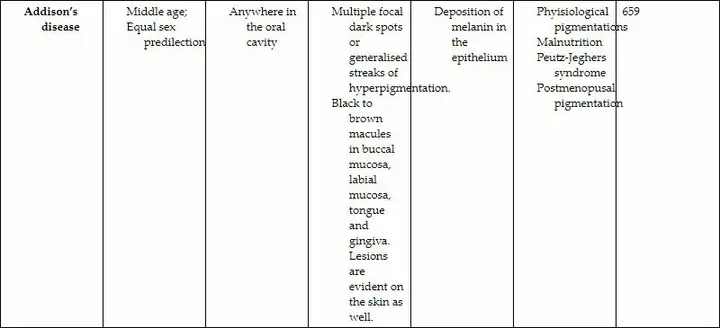 Addison's
disease
Middle age;
Equal sex
predilection
Anywhere in
the oral
cavity
Multiple focal
dark spots
or
generalised
streaks of
hyperpigmentation.
Black to
brown
macules
in buccal
mucosa,
labial
mucosa,
tongue
and
gingiva.
Lesions
are
evident on
the skin as
well.
Deposition of
melanin in
the
epithelium
Phyisiological
pigmentations
Malnutrition
Peutz-Jeghers
syndrome
Postmenopusal
pigmentation
659